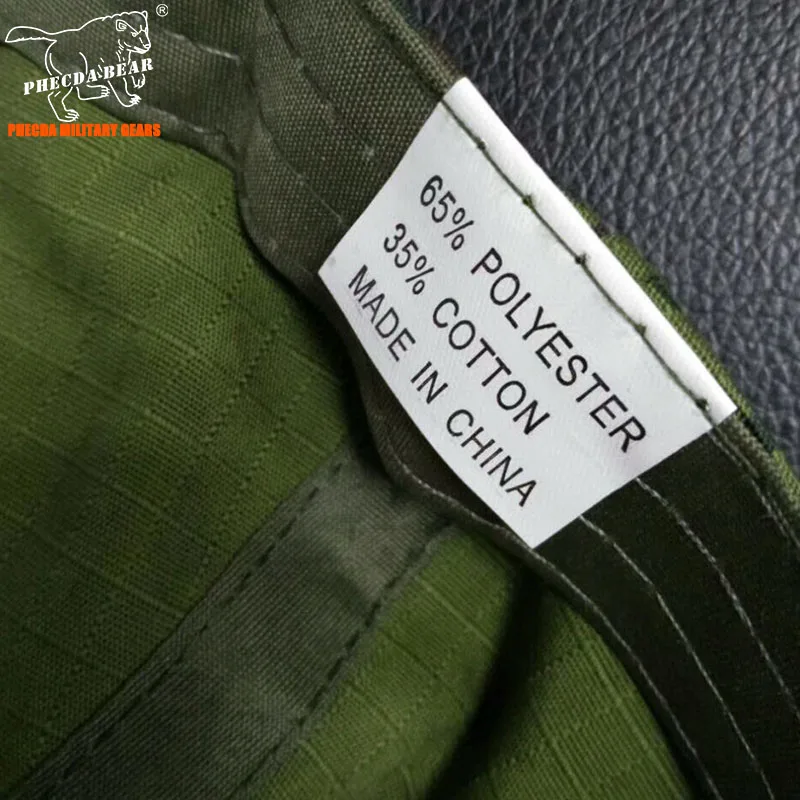 ®
PHECDA BEAR
PHECDA MILITARY GEARS
65% POLYESTER
35% COTTON
MADE IN CHINA